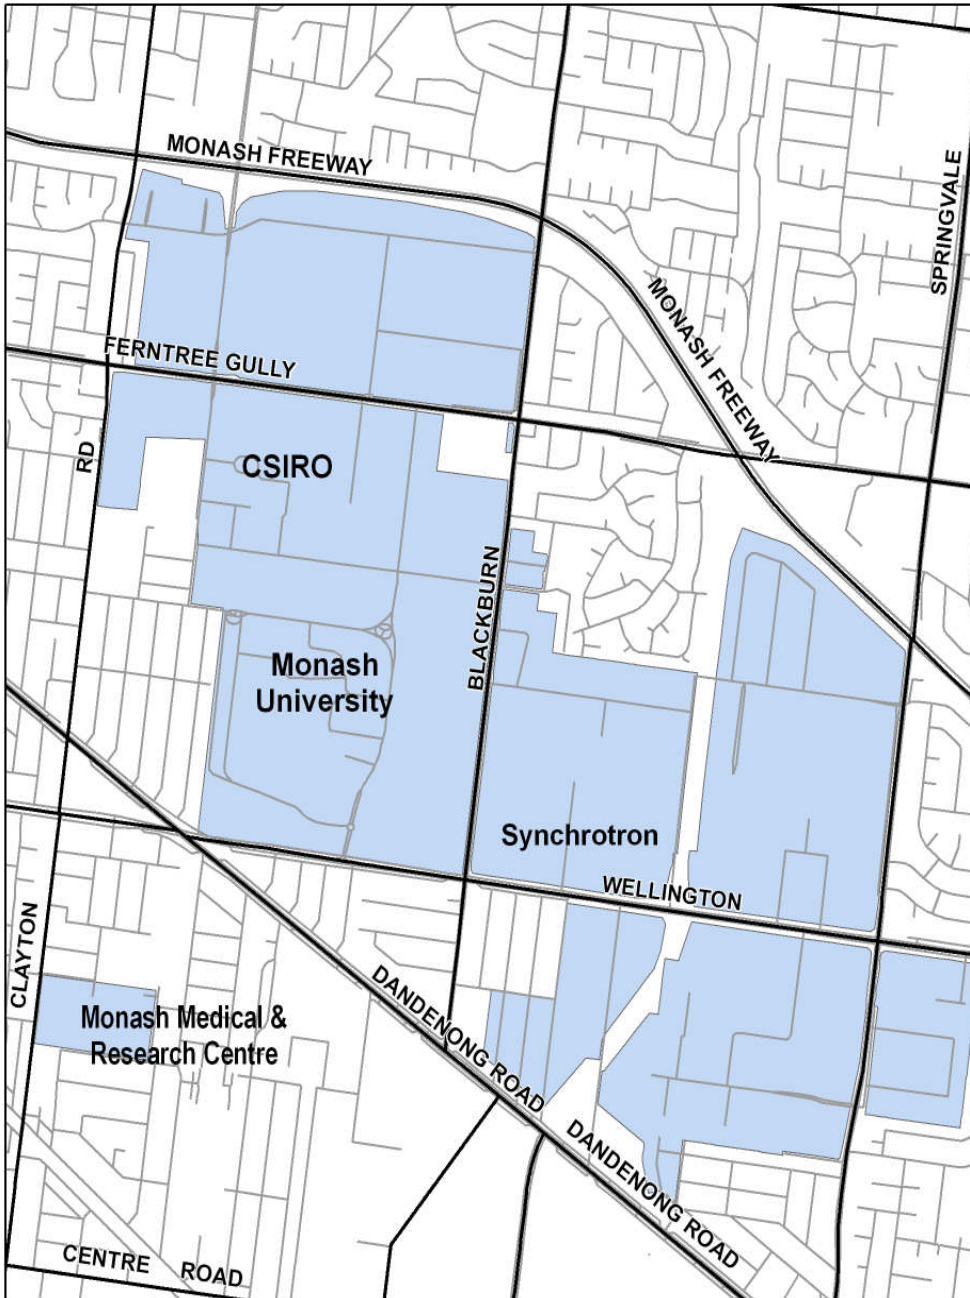 MONASH FREEWAY
SPRINGVALE
MONASH FREEWAY
FERNTREE GULLY
RD
CSIRO
BLACKBURN
Monash
University
Synchrotron
WELLINGTON
CLAYTON
DANDENONG ROAD
Monash Medical &
Research Centre
DANDENONG ROAD
CENTRE ROAD